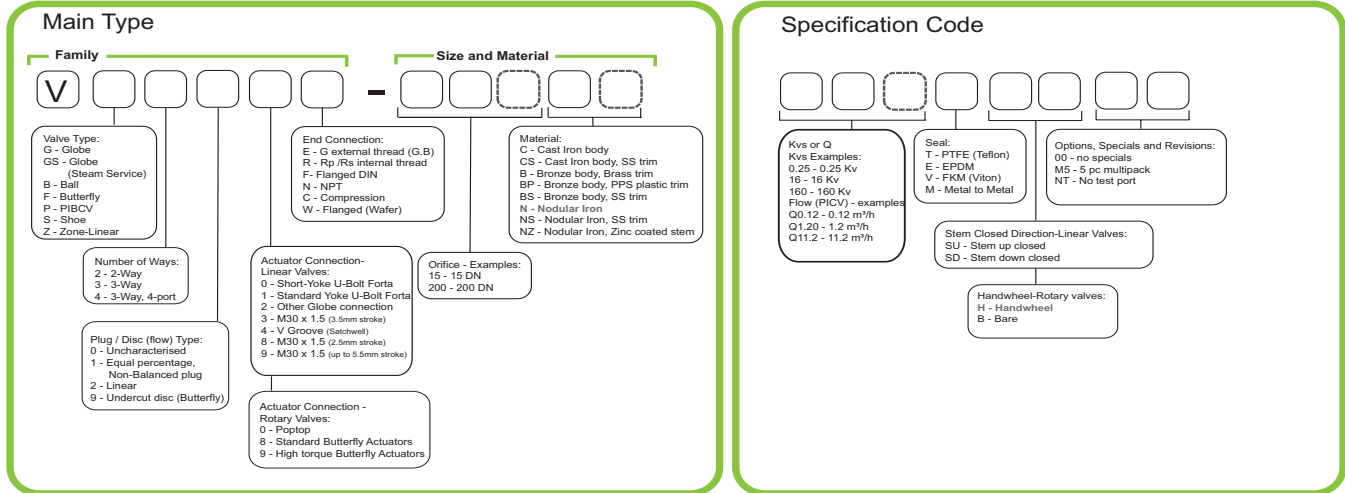 Main Type
Family
Size and Material
V
-
Valve Type:
G - Globe
GS - Globe
(Steam Service)
B - Ball
F - Butterfly
P - PIBCV
S - Shoe
Z - Zone-Linear
Number of Ways:
2 - 2-Way
3 - 3-Way
4 - 3-Way, 4-port
Plug / Disc (flow) Type:
0 - Uncharacterised
1 - Equal percentage,
Non-Balanced plug
2 - Linear
9 - Undercut disc (Butterfly)
End Connection:
E - G external thread (G.B)
R - Rp /Rs internal thread
F- Flanged DIN
N - NPT
C - Compression
W - Flanged (Wafer)
Actuator Connection-
Linear Valves:
0 - Short-Yoke U-Bolt Forta
1 - Standard Yoke U-Bolt Forta
2 - Other Globe connection
3 - M30 x 1.5 (3.5mm stroke)
4 - V Groove (Satchwell)
8 - M30 x 1.5 (2.5mm stroke)
9 - M30 x 1.5 (up to 5.5mm stroke)
Actuator Connection -
Rotary Valves:
0 - Poptop
8 - Standard Butterfly Actuators
9 - High torque Butterfly Actuators
Orifice - Examples:
15 - 15 DN
200 - 200 DN
Material:
C - Cast Iron body
CS - Cast Iron body, SS trim
B - Bronze body, Brass trim
BP - Bronze body, PPS plastic trim
BS - Bronze body, SS trim
N - Nodular Iron
NS - Nodular Iron, SS trim
NZ - Nodular Iron, Zinc coated stem
Specification Code
Kvs or Q
Kvs Examples:
0.25 - 0.25 Kv
16 - 16 Kv
160 - 160 Kv
Flow (PICV) - examples
Q0.12 - 0.12 m³/h
Q1.20 - 1.2 m³/h
Q11.2 - 11.2 m³/h
Seal:
T - PTFE (Teflon)
E - EPDM
V - FKM (Viton)
M - Metal to Metal
Options, Specials and Revisions:
00 - no specials
M5 - 5 pc multipack
NT - No test port
Stem Closed Direction-Linear Valves:
SU - Stem up closed
SD - Stem down closed
Handwheel-Rotary valves:
H - Handwheel
B - Bare